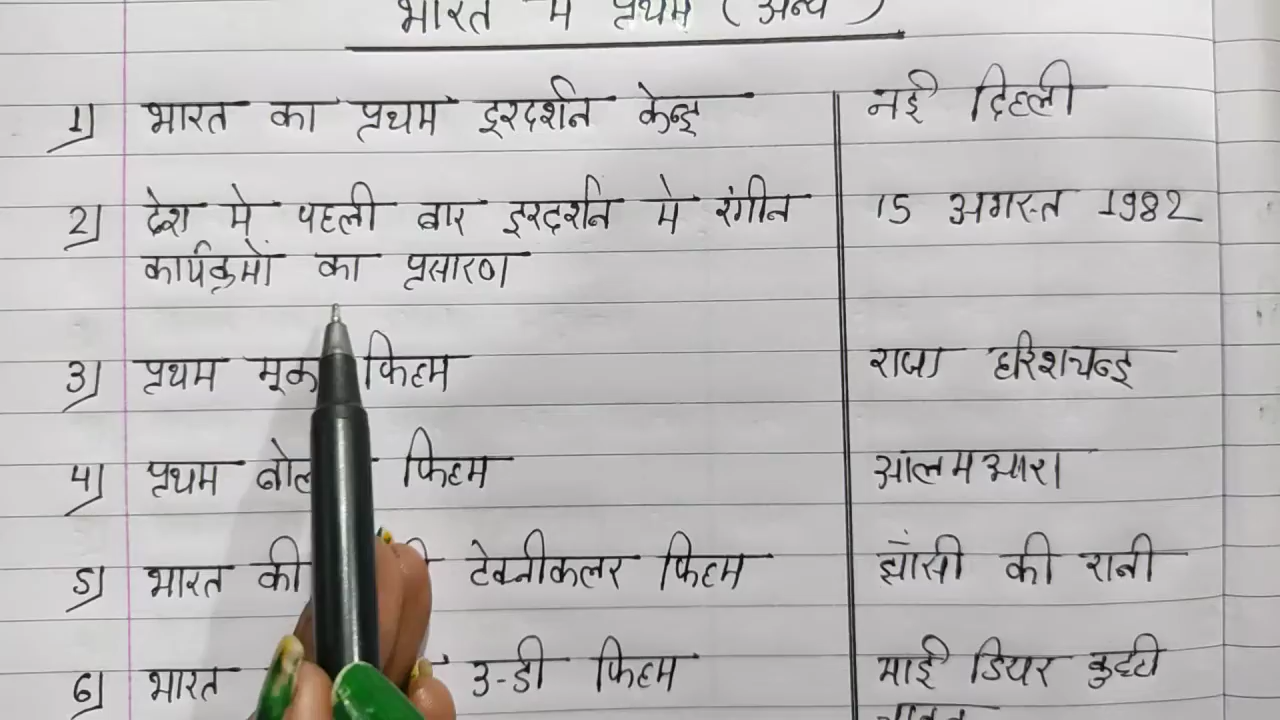 भारत में प्रथम (अन्य)
1) भारत का प्रथम दूरदर्शन केन्द्र नई दिल्ली
2) देश मे पहली बार दूरदर्शन मे रंगीन 15 अगस्त 1982
कार्यक्रमों का प्रसारण
3) प्रथम मूक फिल्म राजा हरिशचन्द्र
4) प्रथम फिल्म आलमआरा
5) भारत की टेक्नीकलर फिल्म झाँसी की रानी
6) भारत 3-डी फिल्म माई डियर कुट्टी